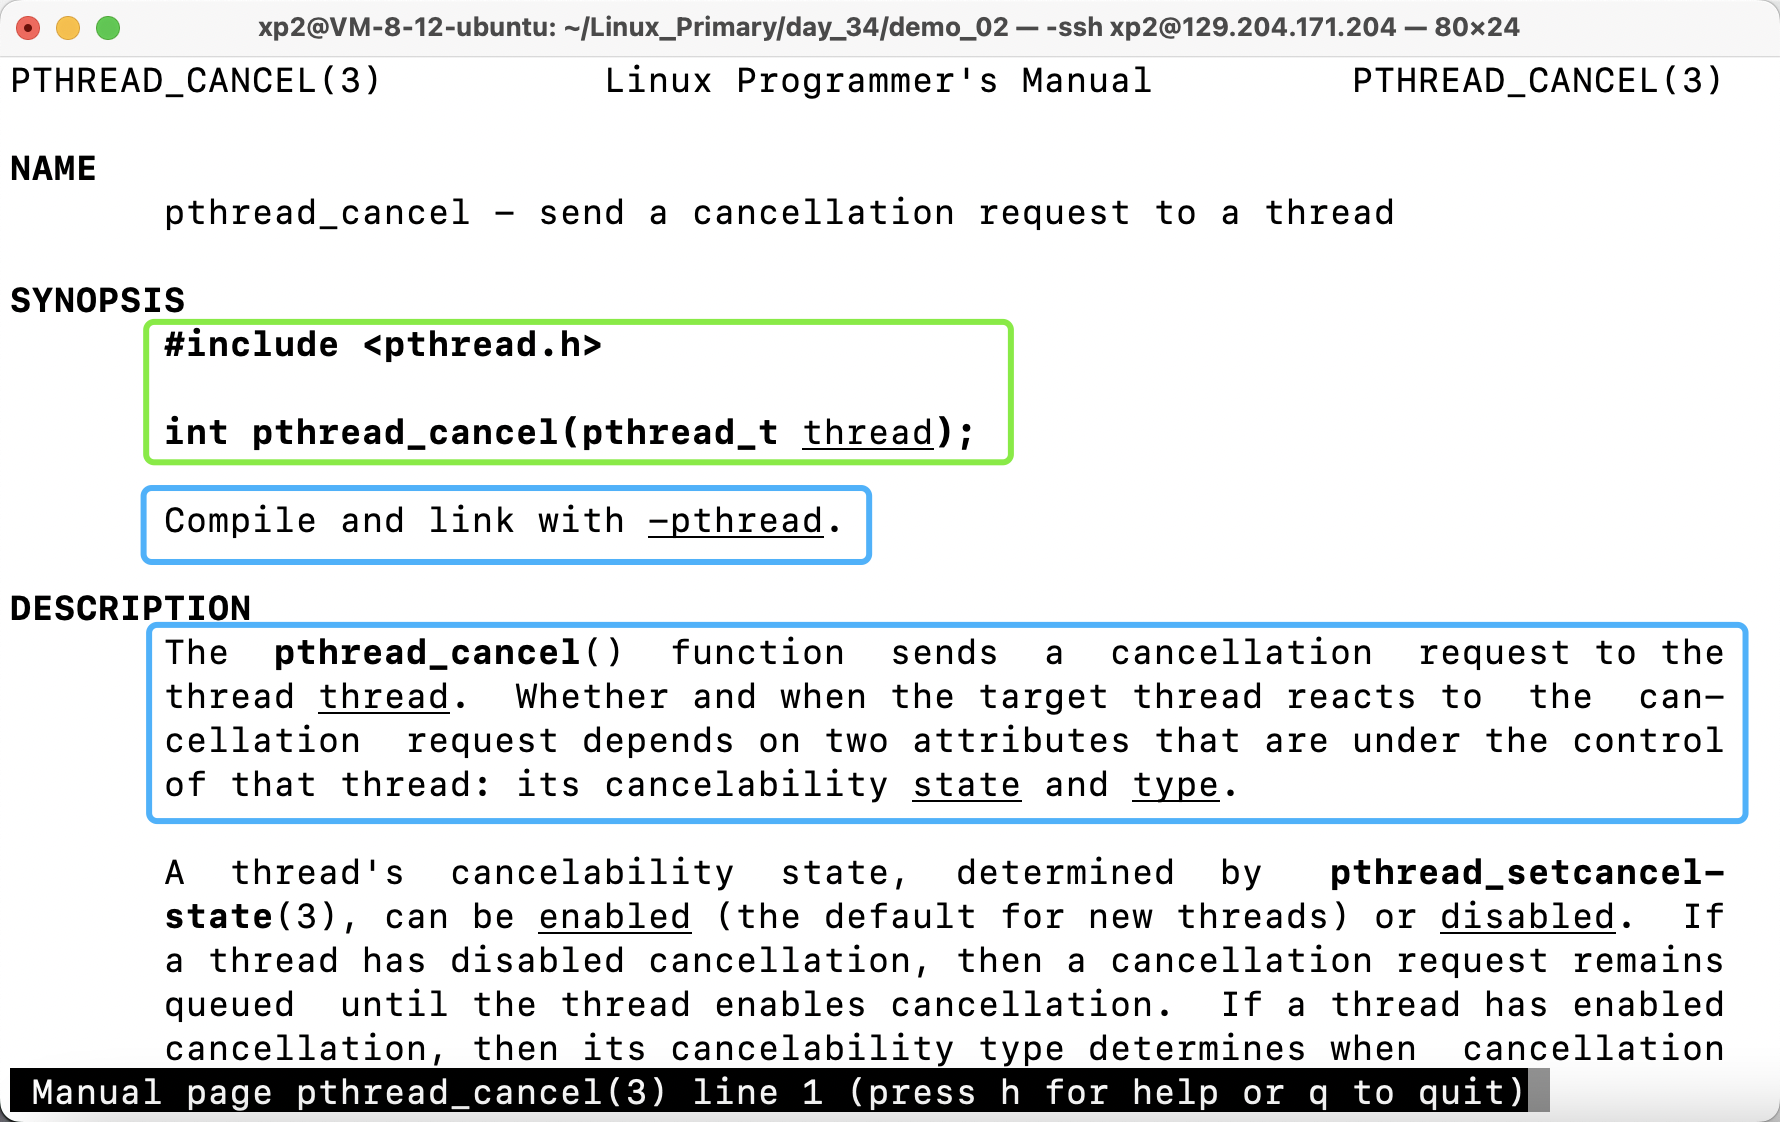 xp2@VM-8-12-ubuntu: ~/Linux_Primary/day_34/demo_02 — -ssh xp2@129.204.171.204 — 80×24
PTHREAD_CANCEL(3) Linux Programmer's Manual PTHREAD_CANCEL(3)
NAME
pthread_cancel – send a cancellation request to a thread
SYNOPSIS
#include <pthread.h>
int pthread_cancel(pthread_t thread);
Compile and link with –pthread.
DESCRIPTION
The pthread_cancel() function sends a cancellation request to the
thread thread. Whether and when the target thread reacts to the can–
cellation request depends on two attributes that are under the control
of that thread: its cancelability state and type.
A thread's cancelability state, determined by pthread_setcancel–
state(3), can be enabled (the default for new threads) or disabled. If
a thread has disabled cancellation, then a cancellation request remains
queued until the thread enables cancellation. If a thread has enabled
cancellation, then its cancelability type determines when cancellation
Manual page pthread_cancel(3) line 1 (press h for help or q to quit)